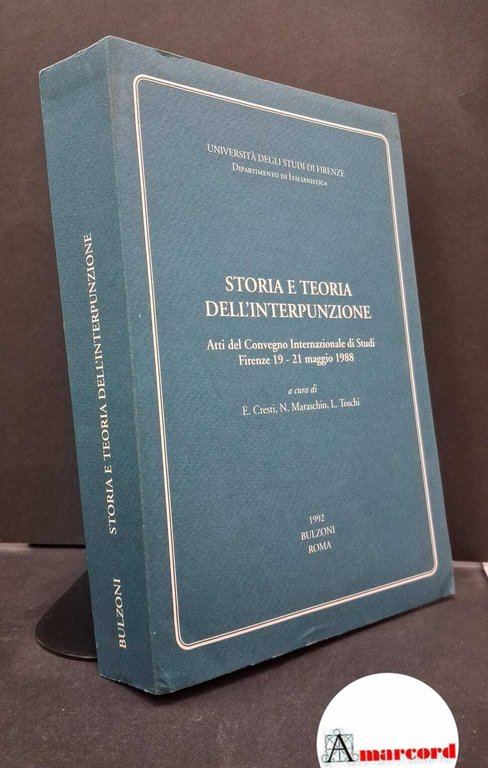 UNIVERSITÀ DEGLI STUDI DI FIRENZE
DIPARTIMENTO DI ITALIANISTICA
STORIA E TEORIA
DELL'INTERPUNZIONE
Atti del Convegno Internazionale di Studi
Firenze 19 - 21 maggio 1988
a cura di
E. Cresti, N. Maraschio, L. Toschi
1992
BULZONI
ROMA
STORIA E TEORIA DELL'INTERPUNZIONE
BULZONI
Amarcord